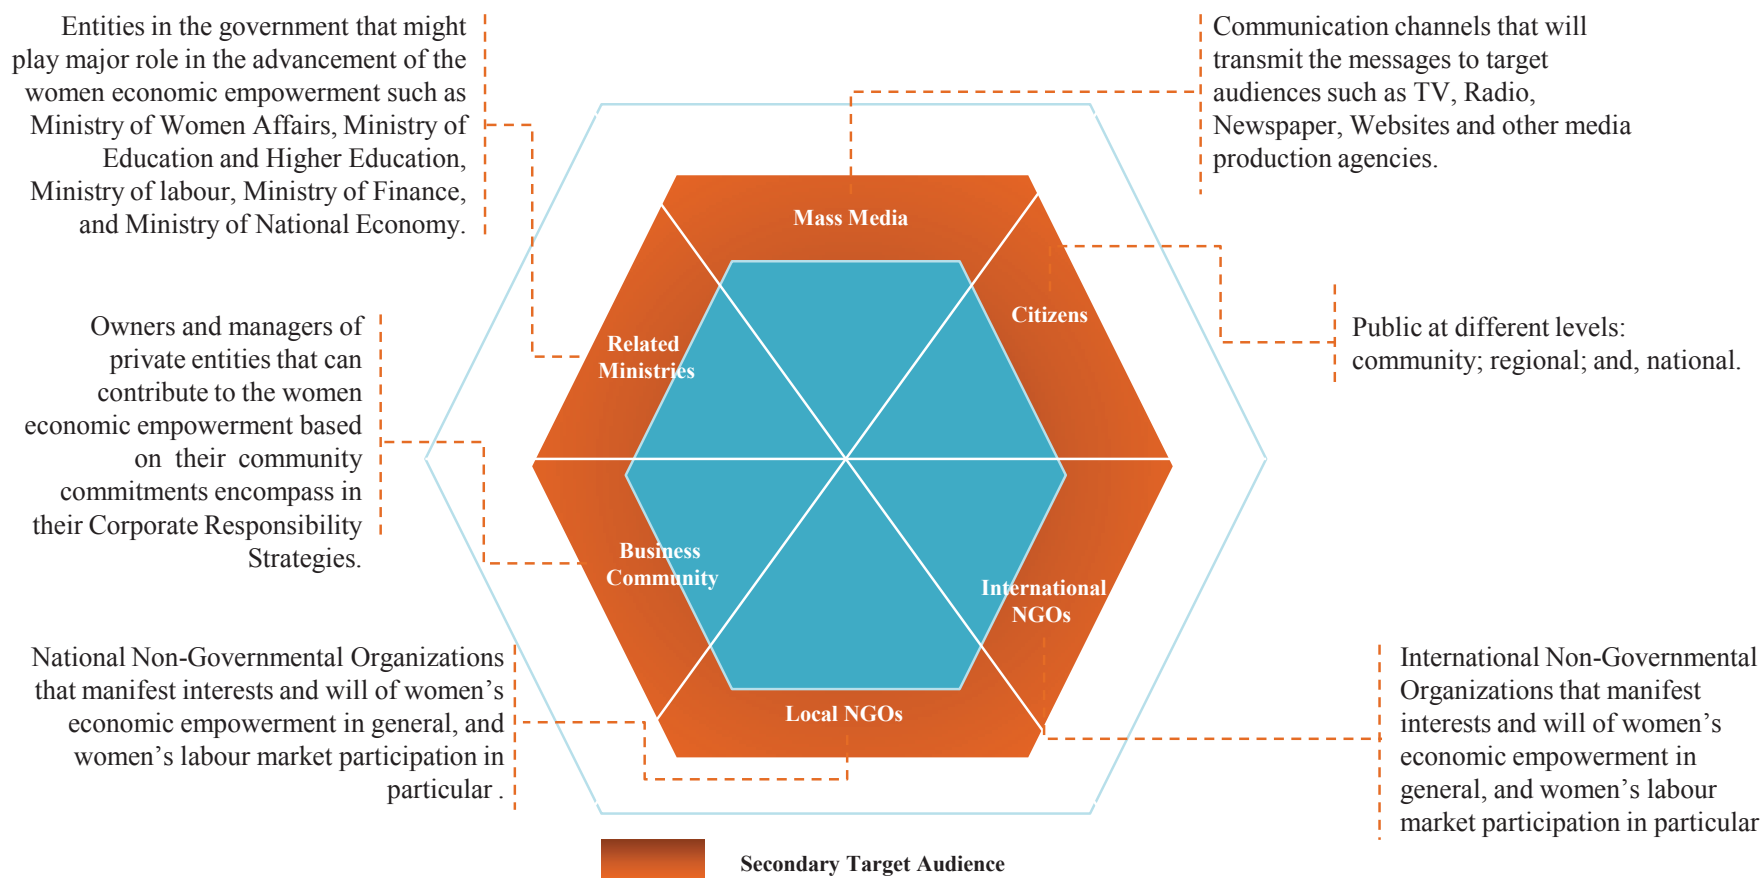 Entities in the government that might
play major role in the advancement of the
women economic empowerment such as
Ministry of Women Affairs, Ministry of
Education and Higher Education,
Ministry of labour, Ministry of Finance,
and Ministry of National Economy.
Communication channels that will
transmit the messages to target
audiences such as TV, Radio,
Newspaper, Websites and other media
production agencies.
Mass Media
Citizens
Related
Ministries
Public at different levels:
community; regional; and, national.
Owners and managers of
private entities that can
contribute to the women
economic empowerment based
on their community
commitments encompass in
their Corporate Responsibility
Strategies.
Business
Community
International
NGOs
Local NGOs
National Non-Governmental Organizations
that manifest interests and will of women’s
economic empowerment in general, and
women’s labour market participation in
particular .
International Non-Governmental
Organizations that manifest
interests and will of women’s
economic empowerment in
general, and women’s labour
market participation in particular
Secondary Target Audience